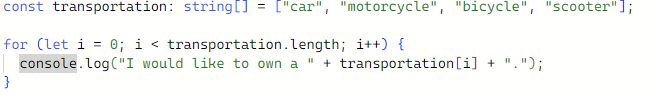 const transportation: string[] = ["car", "motorcycle", "bicycle", "scooter"];
for (let i = 0; i < transportation.length; i++) {
  console.log("I would like to own a " + transportation[i] + ".");
}